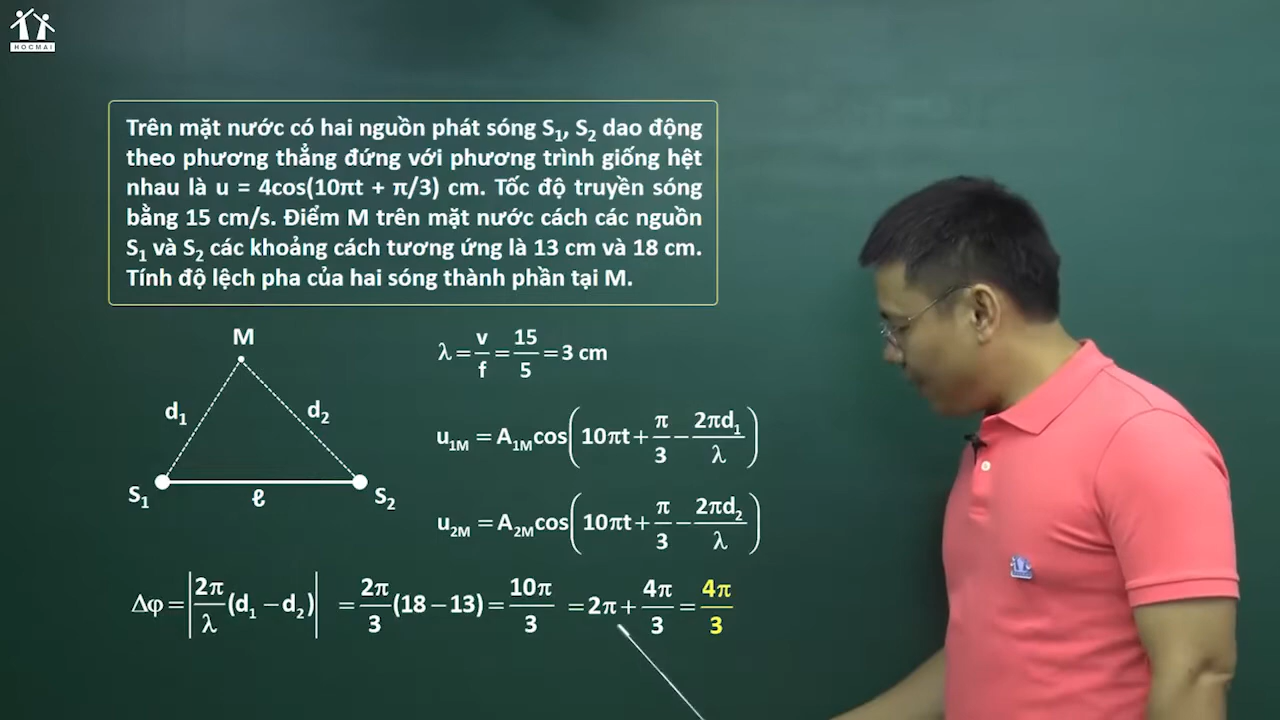 HOCMAI
Trên mặt nước có hai nguồn phát sóng S₁, S₂ dao động
theo phương thẳng đứng với phương trình giống hệt
nhau là u = 4cos(10πt + π/3) cm. Tốc độ truyền sóng
bằng 15 cm/s. Điểm M trên mặt nước cách các nguồn
S₁ và S₂ các khoảng cách tương ứng là 13 cm và 18 cm.
Tính độ lệch pha của hai sóng thành phần tại M.
M
d₁
d₂
S₁
ℓ
S₂
λ = v/f = 15/5 = 3 cm
u₁M = A₁Mcos(10πt + π/3 − 2πd₁/λ)
u₂M = A₂Mcos(10πt + π/3 − 2πd₂/λ)
Δφ = |2π/λ (d₁ − d₂)| = 2π/3 (18 − 13) = 10π/3 = 2π + 4π/3 = 4π/3